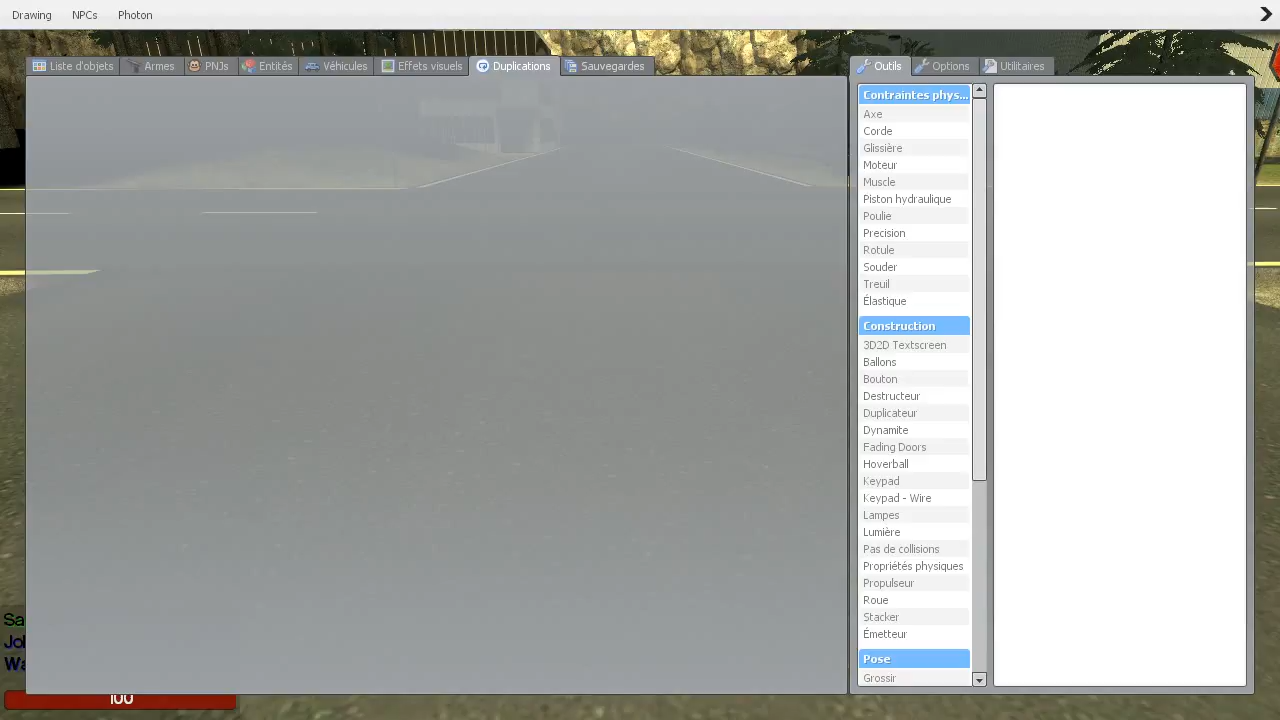 Drawing NPCs Photon
Liste d'objets Armes PNJs Entités Véhicules Effets visuels Duplications Sauvegardes Outils Options Utilitaires
Contraintes phys...
Axe
Corde
Glissière
Moteur
Muscle
Piston hydraulique
Poulie
Precision
Rotule
Souder
Treuil
Élastique
Construction
3D2D Textscreen
Ballons
Bouton
Destructeur
Duplicateur
Dynamite
Fading Doors
Hoverball
Keypad
Keypad - Wire
Lampes
Lumière
Pas de collisions
Propriétés physiques
Propulseur
Roue
Stacker
Émetteur
Pose
Grossir
Sa
Jol
Wa
100